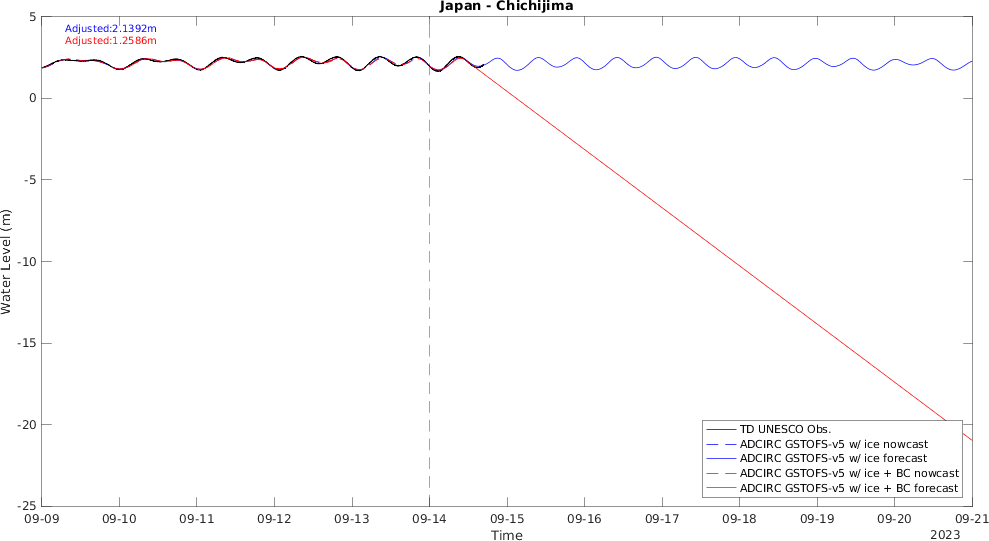 Japan - Chichijima
Adjusted:2.1392m
Adjusted:1.2586m
5
0
-5
-10
-15
-20
-25
Water Level (m)
TD UNESCO Obs.
ADCIRC GSTOFS-v5 w/ ice nowcast
ADCIRC GSTOFS-v5 w/ ice forecast
ADCIRC GSTOFS-v5 w/ ice + BC nowcast
ADCIRC GSTOFS-v5 w/ ice + BC forecast
09-09 09-10 09-11 09-12 09-13 09-14 09-15 09-16 09-17 09-18 09-19 09-20 09-21
Time
2023